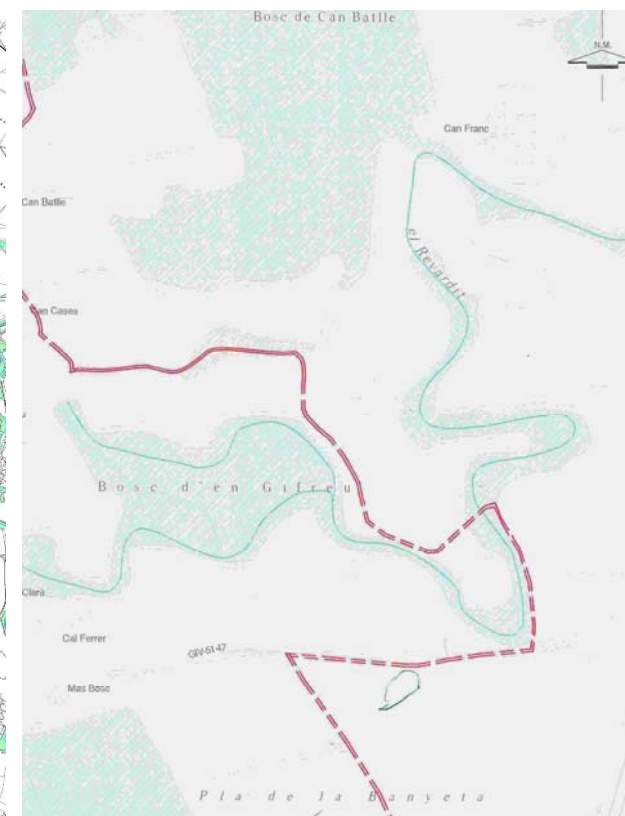 Bosc de Can Batlle
N.M.
Can Franc
Can Batlle
el Revardit
Can Cases
Bosc d'en Gifreu
Clarà
Cal Ferrer
GIV-5147
Mas Bosc
Pla de la Banyeta